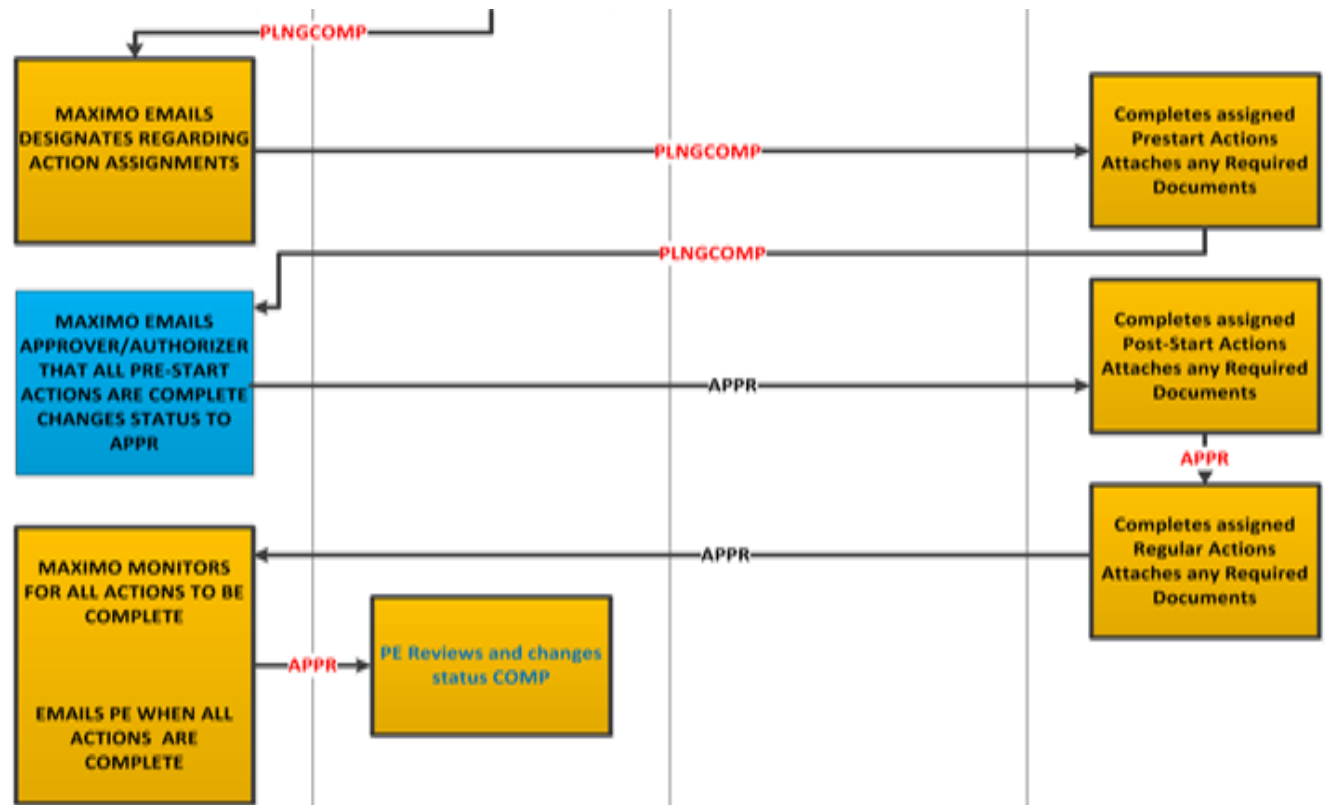 PLNGCOMP
MAXIMO EMAILS
DESIGNATES REGARDING
ACTION ASSIGNMENTS
PLNGCOMP
Completes assigned
Prestart Actions
Attaches any Required
Documents
PLNGCOMP
MAXIMO EMAILS
APPROVER/AUTHORIZER
THAT ALL PRE-START
ACTIONS ARE COMPLETE
CHANGES STATUS TO
APPR
APPR
Completes assigned
Post-Start Actions
Attaches any Required
Documents
APPR
Completes assigned
Regular Actions
Attaches any Required
Documents
APPR
MAXIMO MONITORS
FOR ALL ACTIONS TO BE
COMPLETE
EMAILS PE WHEN ALL
ACTIONS ARE
COMPLETE
APPR
PE Reviews and changes
status COMP